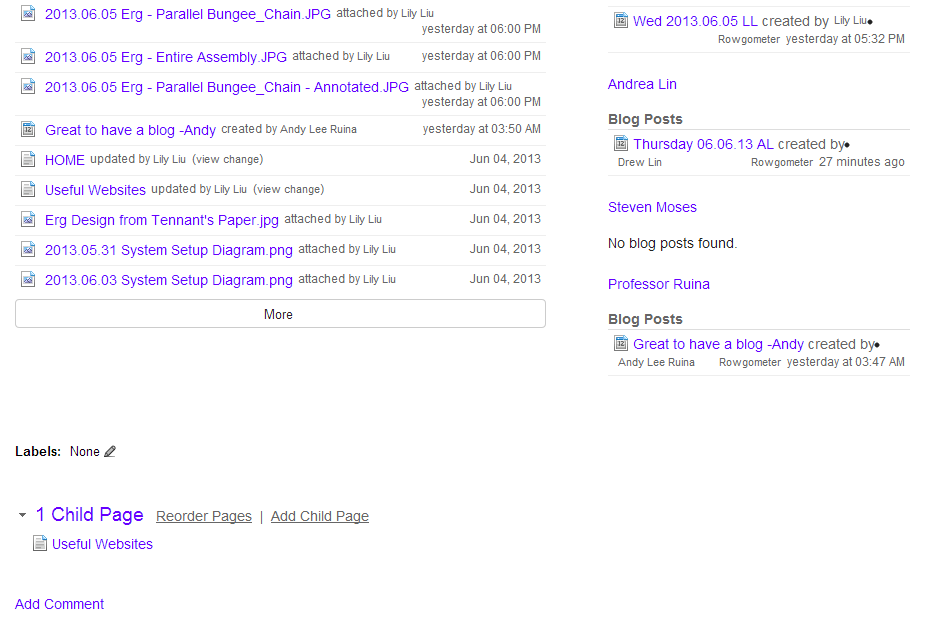 2013.06.05 Erg - Parallel Bungee_Chain.JPG attached by Lily Liu
yesterday at 06:00 PM
2013.06.05 Erg - Entire Assembly.JPG attached by Lily Liu yesterday at 06:00 PM
2013.06.05 Erg - Parallel Bungee_Chain - Annotated.JPG attached by Lily Liu
yesterday at 06:00 PM
Great to have a blog -Andy created by Andy Lee Ruina yesterday at 03:50 AM
HOME updated by Lily Liu (view change) Jun 04, 2013
Useful Websites updated by Lily Liu (view change) Jun 04, 2013
Erg Design from Tennant's Paper.jpg attached by Lily Liu Jun 04, 2013
2013.05.31 System Setup Diagram.png attached by Lily Liu Jun 04, 2013
2013.06.03 System Setup Diagram.png attached by Lily Liu Jun 04, 2013
More
Wed 2013.06.05 LL created by Lily Liu
Rowgometer yesterday at 05:32 PM
Andrea Lin
Blog Posts
Thursday 06.06.13 AL created by
Drew Lin Rowgometer 27 minutes ago
Steven Moses
No blog posts found.
Professor Ruina
Blog Posts
Great to have a blog -Andy created by
Andy Lee Ruina Rowgometer yesterday at 03:47 AM
Labels: None
1 Child Page Reorder Pages | Add Child Page
Useful Websites
Add Comment